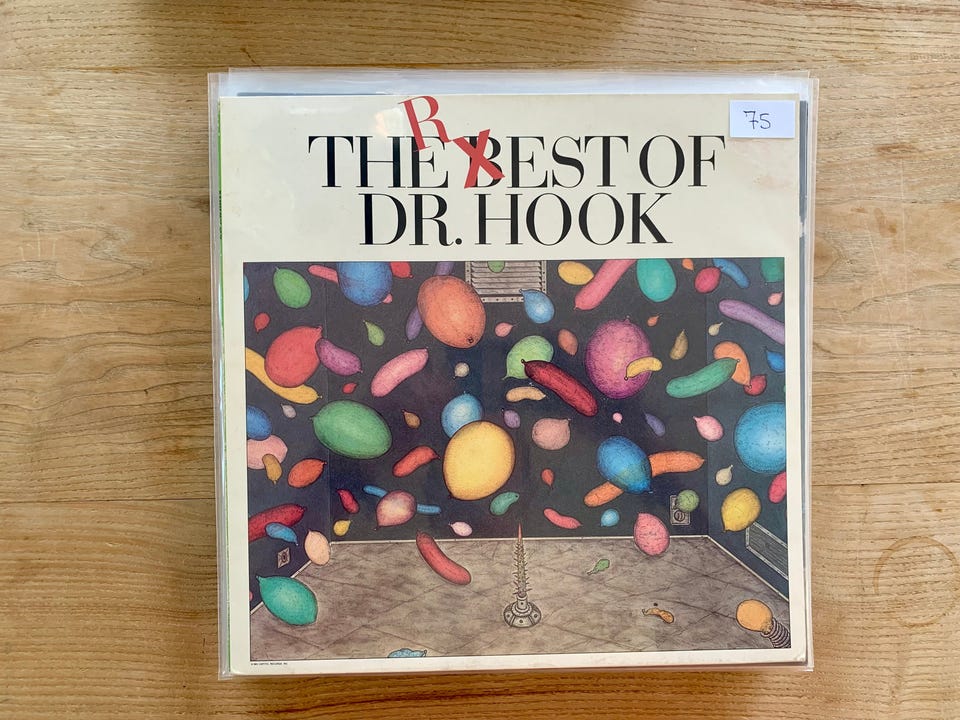 75
R
THE BEST OF
DR. HOOK